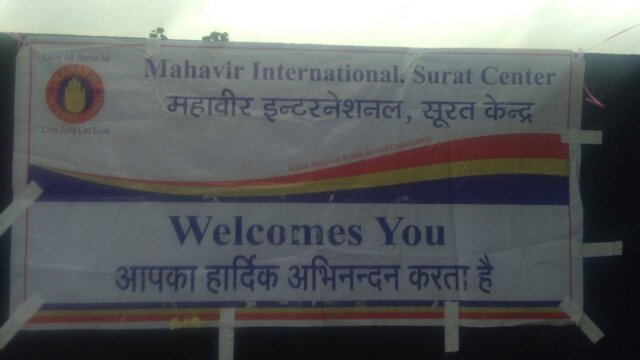 Love All Serve All
Mahavir International, Surat Center
महावीर इन्टरनेशनल, सूरत केन्द्र
Live And Let Live
A Non Religious Social Service Organisation
Welcomes You
आपका हार्दिक अभिनन्दन करता है